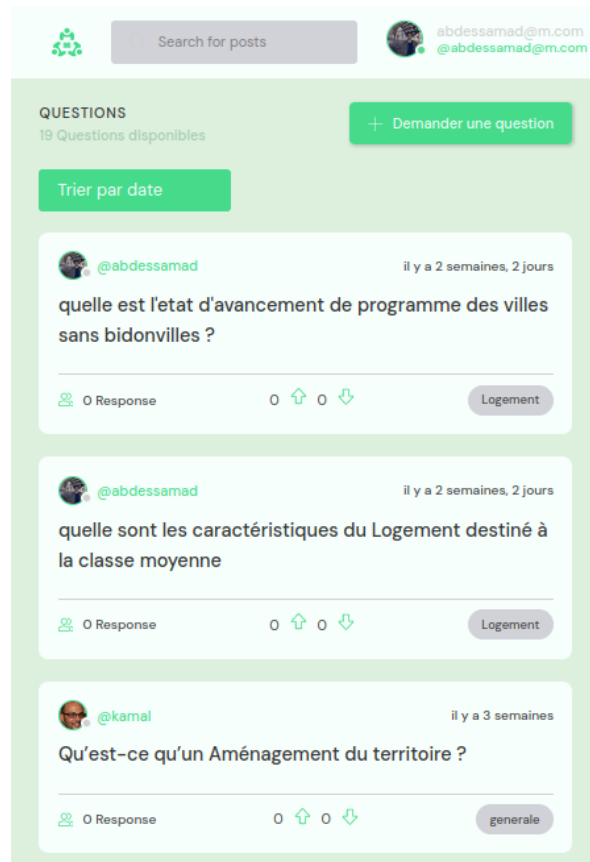 Search for posts
abdessamad@m.com
@abdessamad@m.com
QUESTIONS
19 Questions disponibles
+ Demander une question
Trier par date
@abdessamad
il y a 2 semaines, 2 jours
quelle est l'etat d'avancement de programme des villes
sans bidonvilles ?
0 Response
0 0
Logement
@abdessamad
il y a 2 semaines, 2 jours
quelle sont les caractéristiques du Logement destiné à
la classe moyenne
0 Response
0 0
Logement
@kamal
il y a 3 semaines
Qu’est-ce qu’un Aménagement du territoire ?
0 Response
0 0
generale